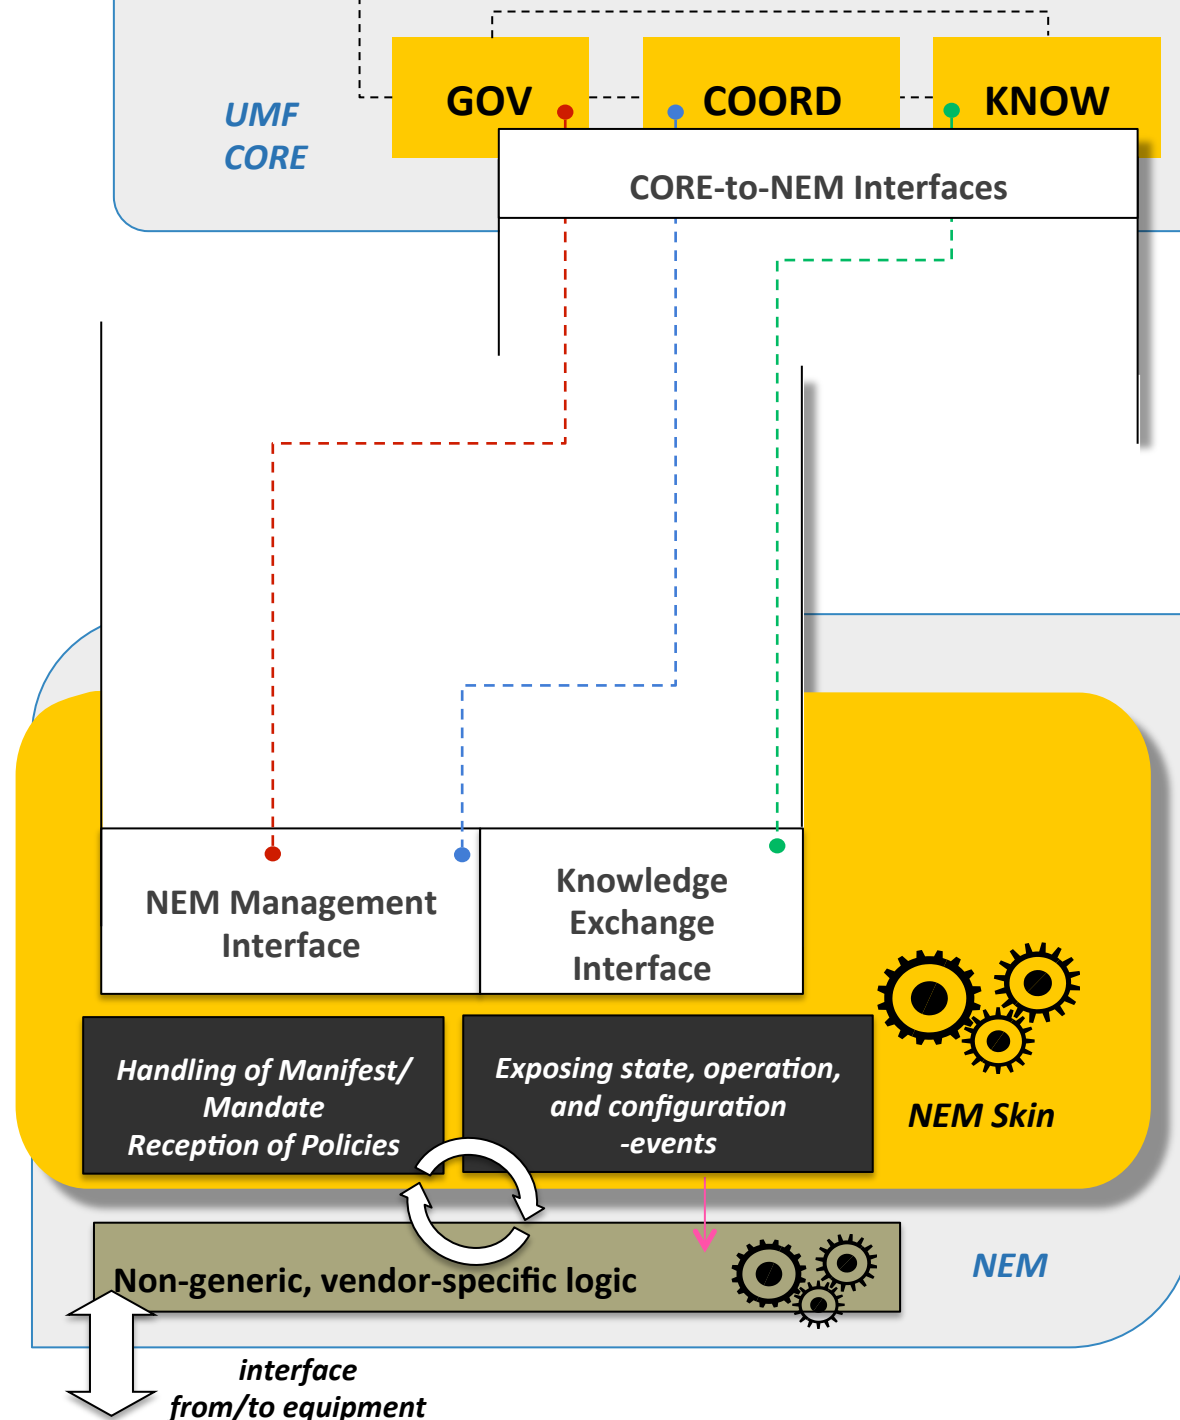 GOV
COORD
KNOW
UMF
CORE
CORE-to-NEM Interfaces
NEM Management
Interface
Knowledge
Exchange
Interface
Handling of Manifest/
Mandate
Reception of Policies
Exposing state, operation,
and configuration
-events
NEM Skin
Non-generic, vendor-specific logic
NEM
interface
from/to equipment